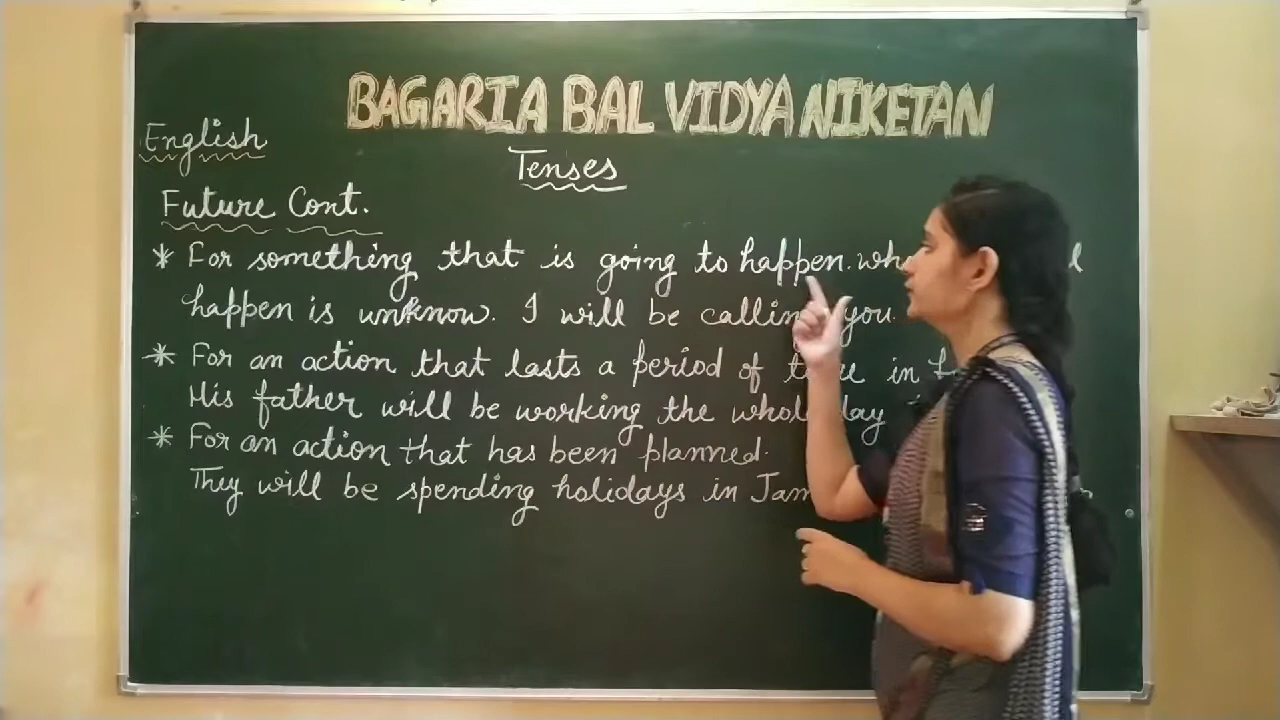 BAGARIA BAL VIDYA NIKETAN
English
Tenses
Future Cont.
* For something that is going to happen.
happen is unknow. I will be calling you.
* For an action that lasts a period of in
His father will be working the whole day
* For an action that has been planned.
They will be spending holidays in